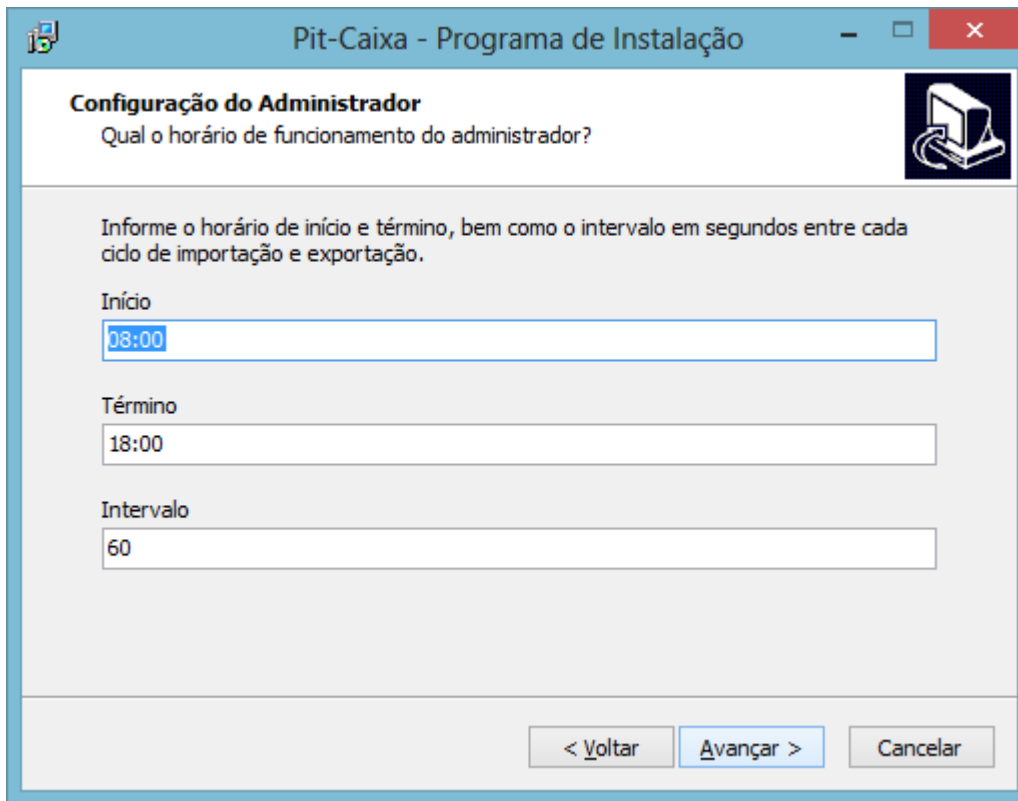 Pit-Caixa - Programa de Instalação
Configuração do Administrador
Qual o horário de funcionamento do administrador?
Informe o horário de início e término, bem como o intervalo em segundos entre cada
ciclo de importação e exportação.
Início
08:00
Término
18:00
Intervalo
60
< Voltar
Avançar >
Cancelar